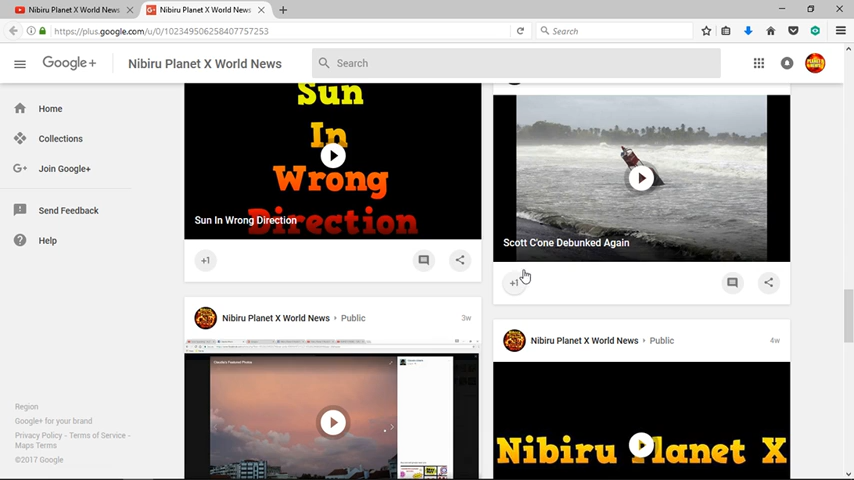 Nibiru Planet X World News
Nibiru Planet X World News
https://plus.google.com/u/0/102349506258407757253
Search
Google+
Nibiru Planet X World News
Search
Home
Collections
Join Google+
Send Feedback
Help
Region
Google+ for your brand
Privacy Policy - Terms of Service -
Maps Terms
©2017 Google
Sun
In
Wrong
Direction
Sun In Wrong Direction
+1
Nibiru Planet X World News
Public
3w
Scott C'one Debunked Again
+1
Nibiru Planet X World News
Public
4w
Nibiru Planet X